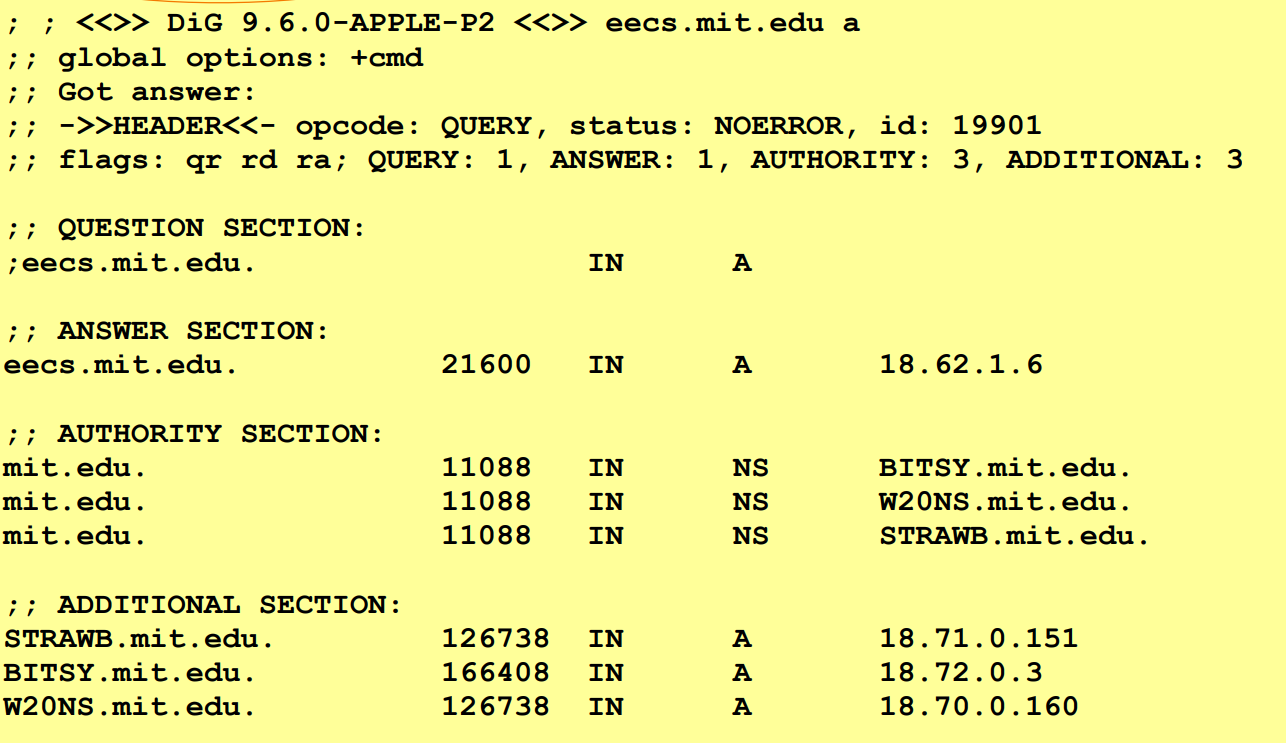 ; ; <<>> DiG 9.6.0-APPLE-P2 <<>> eecs.mit.edu a
;; global options: +cmd
;; Got answer:
;; ->>HEADER<<- opcode: QUERY, status: NOERROR, id: 19901
;; flags: qr rd ra; QUERY: 1, ANSWER: 1, AUTHORITY: 3, ADDITIONAL: 3
;; QUESTION SECTION:
;eecs.mit.edu. IN A
;; ANSWER SECTION:
eecs.mit.edu. 21600 IN A 18.62.1.6
;; AUTHORITY SECTION:
mit.edu. 11088 IN NS BITSY.mit.edu.
mit.edu. 11088 IN NS W20NS.mit.edu.
mit.edu. 11088 IN NS STRAWB.mit.edu.
;; ADDITIONAL SECTION:
STRAWB.mit.edu. 126738 IN A 18.71.0.151
BITSY.mit.edu. 166408 IN A 18.72.0.3
W20NS.mit.edu. 126738 IN A 18.70.0.160